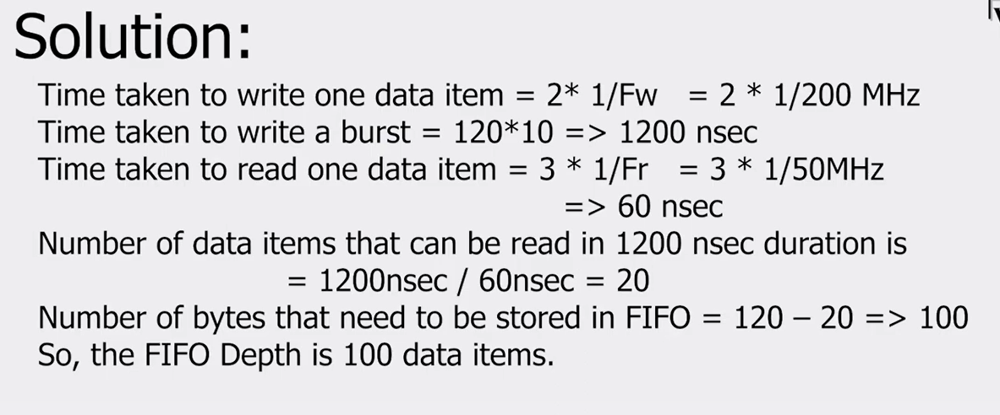 Solution:
Time taken to write one data item = 2* 1/Fw = 2 * 1/200 MHz
Time taken to write a burst = 120*10 => 1200 nsec
Time taken to read one data item = 3 * 1/Fr = 3 * 1/50MHz
=> 60 nsec
Number of data items that can be read in 1200 nsec duration is
= 1200nsec / 60nsec = 20
Number of bytes that need to be stored in FIFO = 120 – 20 => 100
So, the FIFO Depth is 100 data items.